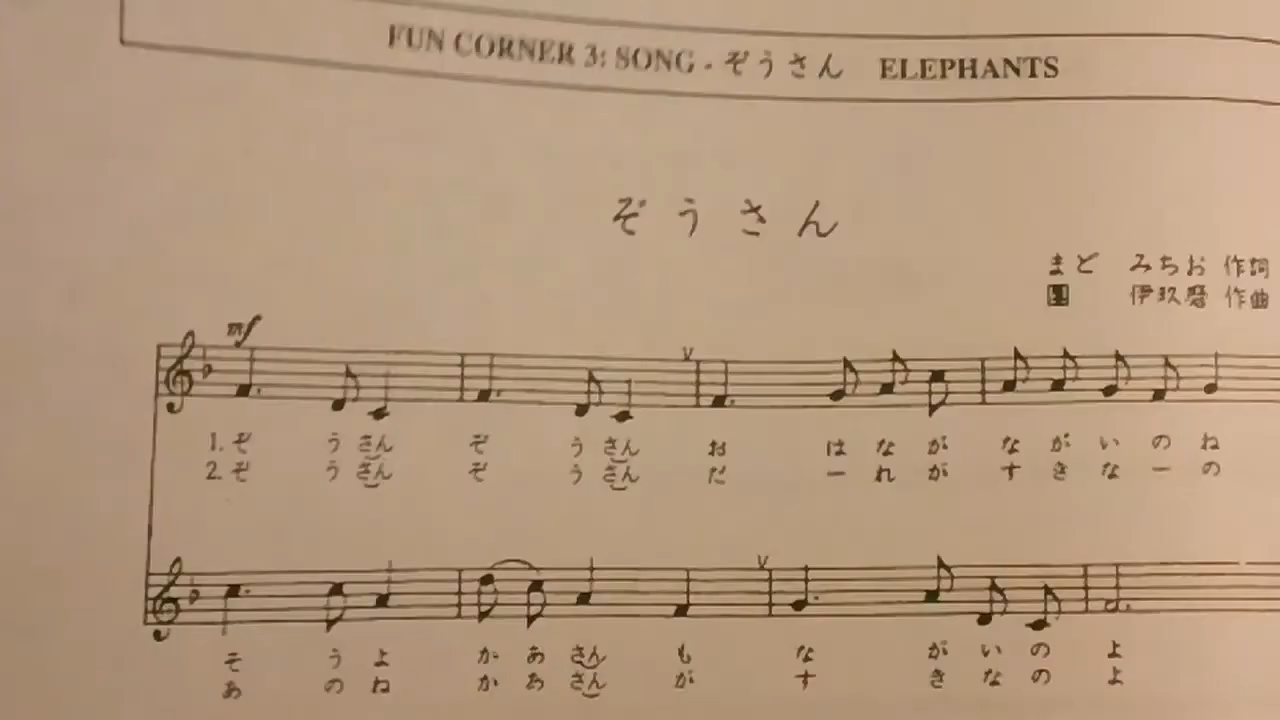 FUN CORNER 3: SONG - ぞうさん ELEPHANTS
ぞうさん
まど みちお 作詞
伊玖磨 作曲
mf
1. ぞ う さん ぞ う さん お は な が な が い の ね
2. ぞ う さん ぞ う さん だ ー れ が す き な ー の
そ う よ か あ さん も な が い の よ
あ の ね か あ さん が す き な の よ